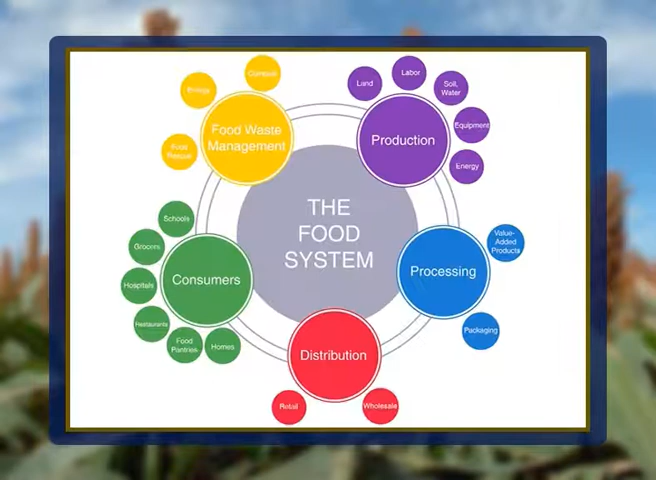 Compost
Energy
Food
Rescue
Food Waste
Management
Land
Labor
Soil,
Water
Equipment
Energy
Production
THE
FOOD
SYSTEM
Schools
Hospitals
Restaurants
Food
Pantries
Homes
Consumers
Value-
Added
Products
Packaging
Processing
Distribution
Retail
Wholesale